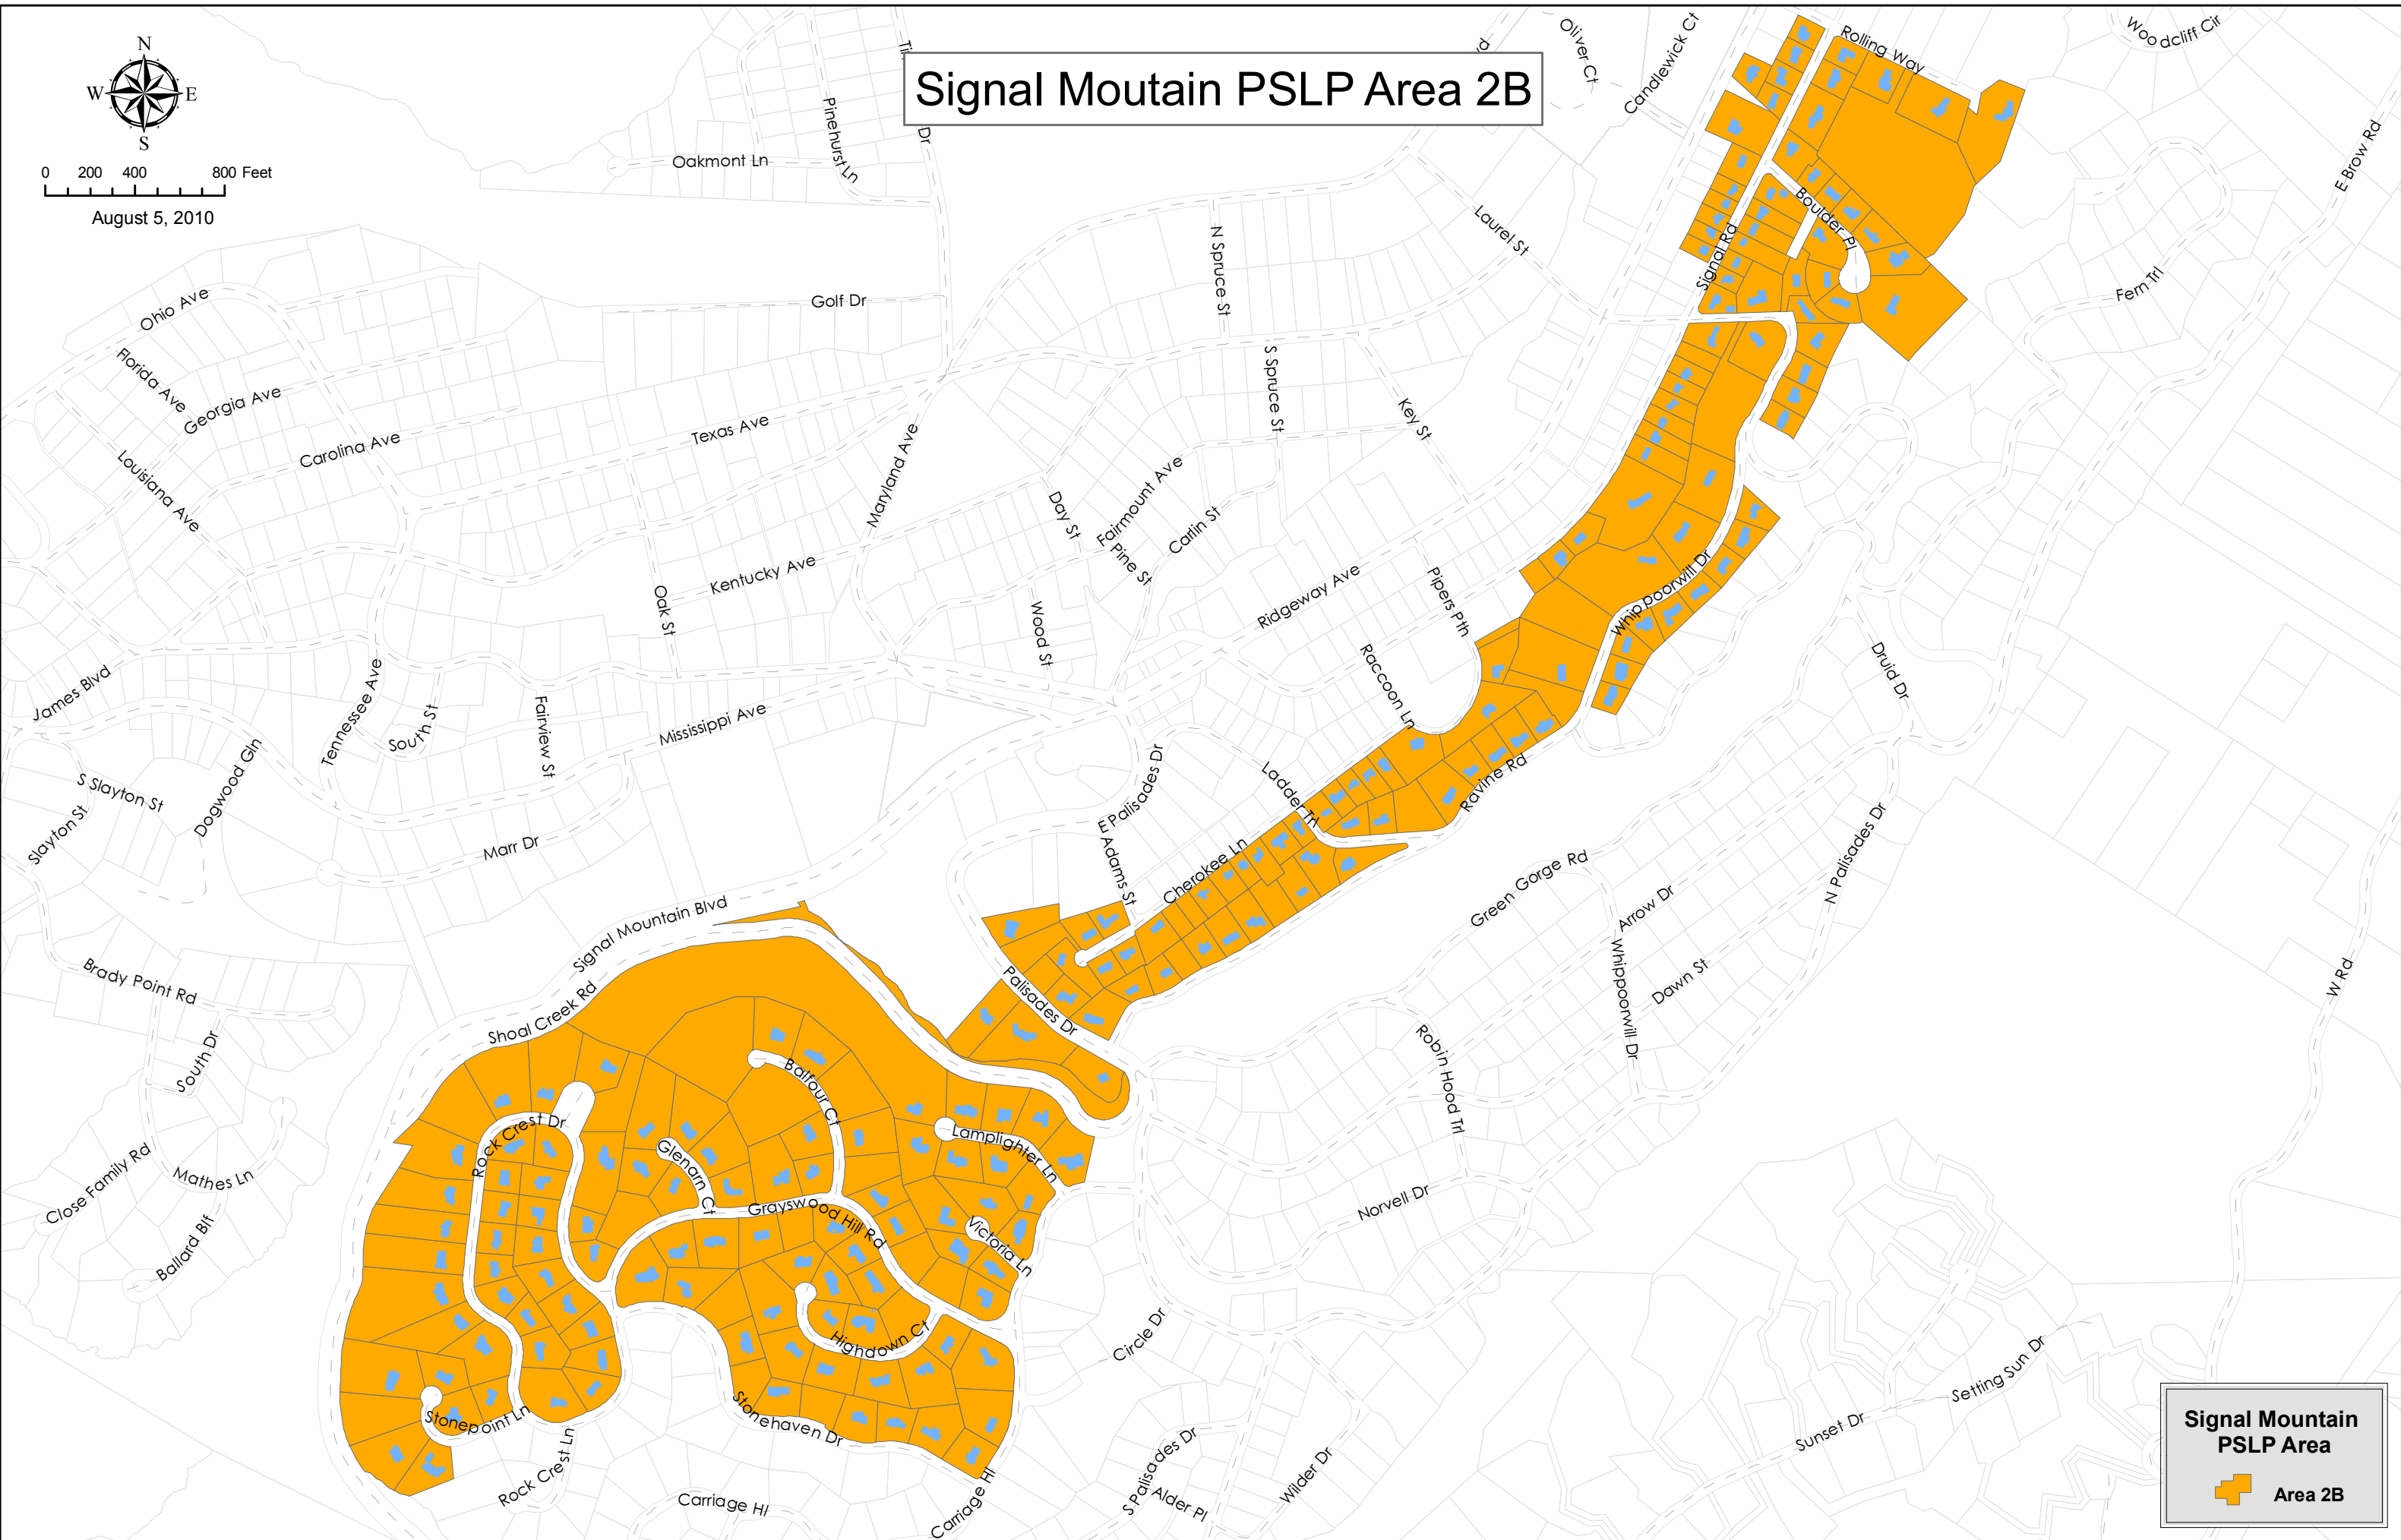 Signal Moutain PSLP Area 2B
N
W E
S
0 200 400 800 Feet
August 5, 2010
Oliver Ct
Candlewick Ct
Rolling Way
Woodcliff Cir
E Brow Rd
Pinehurst Ln
Dr
Oakmont Ln
Laurel St
Boulder Pl
Signal Rd
Fern Trl
N Spruce St
Golf Dr
Ohio Ave
Florida Ave
Georgia Ave
Carolina Ave
Louisiana Ave
Texas Ave
Maryland Ave
S Spruce St
Key St
Day St
Fairmount Ave
Pine St
Carlin St
Kentucky Ave
Oak St
Wood St
Ridgeway Ave
Pipers Pth
Raccoon Ln
Whippoorwill Dr
Druid Dr
James Blvd
Tennessee Ave
South St
Fairview St
Mississippi Ave
S Slayton St
Slayton St
Dogwood Gln
Marr Dr
E Palisades Dr
Adams St
Ladder Trl
Cherokee Ln
Ravine Rd
Green Gorge Rd
Arrow Dr
Whippoorwill Dr
Dawn St
N Palisades Dr
W Rd
Signal Mountain Blvd
Shoal Creek Rd
Palisades Dr
Brady Point Rd
South Dr
Close Family Rd
Mathes Ln
Ballard Blf
Robin Hood Trl
Norvell Dr
Rock Crest Dr
Balfour Ct
Glenarn Ct
Lamplighter Ln
Grayswood Hill Rd
Victoria Ln
Highdown Ct
Circle Dr
Stonepoint Ln
Stonehaven Dr
Rock Crest Ln
Carriage Hl
Carriage Hl
S Palisades Dr
Alder Pl
Wilder Dr
Sunset Dr
Setting Sun Dr
Signal Mountain
PSLP Area
Area 2B